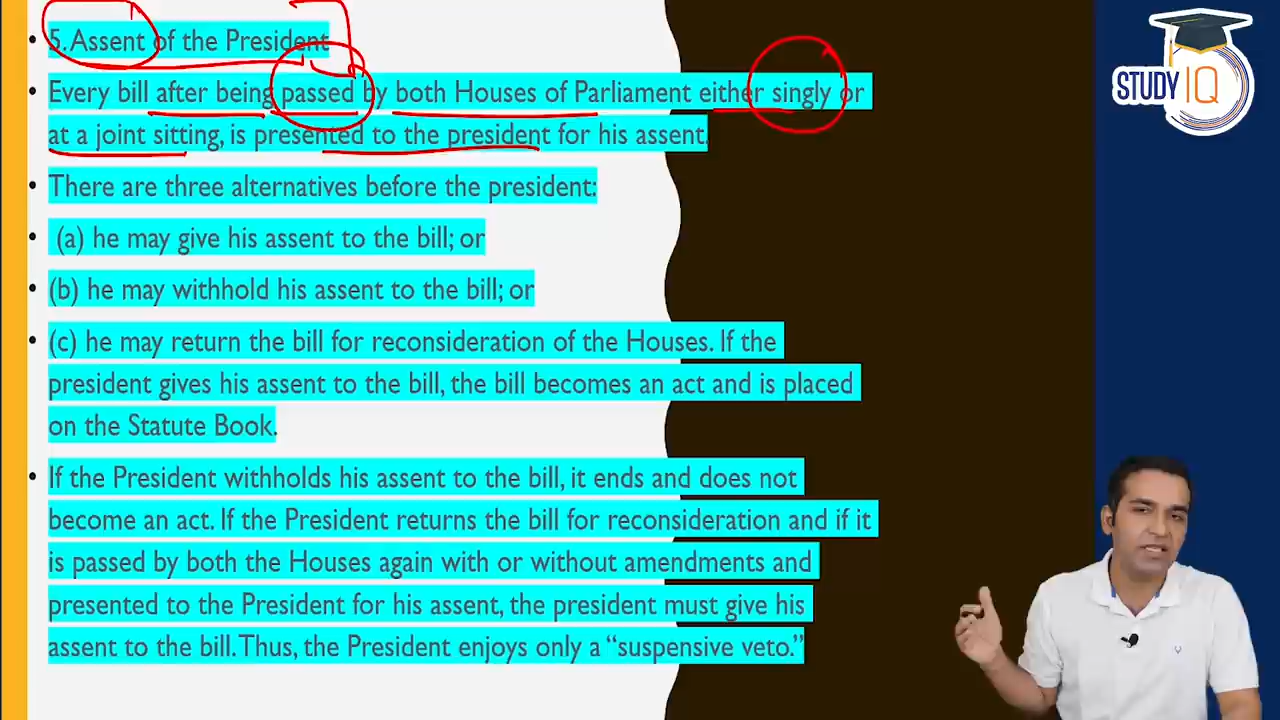 • 5. Assent of the President
• Every bill after being passed by both Houses of Parliament either singly or
at a joint sitting, is presented to the president for his assent.
• There are three alternatives before the president:
• (a) he may give his assent to the bill; or
• (b) he may withhold his assent to the bill; or
• (c) he may return the bill for reconsideration of the Houses. If the
president gives his assent to the bill, the bill becomes an act and is placed
on the Statute Book.
• If the President withholds his assent to the bill, it ends and does not
become an act. If the President returns the bill for reconsideration and if it
is passed by both the Houses again with or without amendments and
presented to the President for his assent, the president must give his
assent to the bill. Thus, the President enjoys only a “suspensive veto.”
STUDY IQ